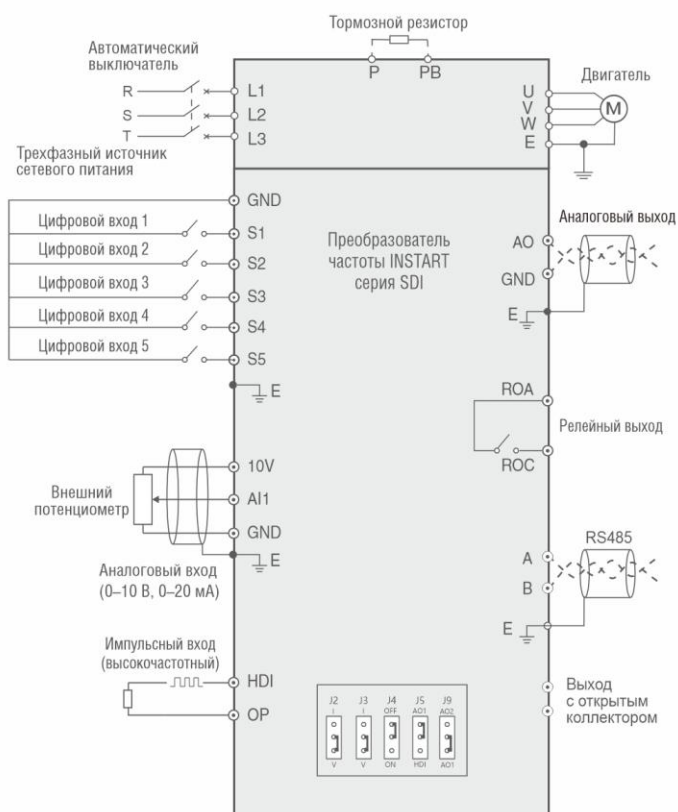 Тормозной резистор
P PB
Автоматический
выключатель
R
S
T
L1
L2
L3
Трехфазный источник
сетевого питания
U
V
W
E
Двигатель
M
GND
Цифровой вход 1
S1
Цифровой вход 2
S2
Цифровой вход 3
S3
Цифровой вход 4
S4
Цифровой вход 5
S5
E
Преобразователь
частоты INSTART
серия SDI
Аналоговый выход
AO
GND
E
ROA
Релейный выход
ROC
10V
Внешний
потенциометр
AI1
GND
E
Аналоговый вход
(0–10 В, 0–20 мА)
RS485
A
B
E
Импульсный вход
(высокочастотный)
HDI
OP
J2 J3 J4 J5 J9
I I OFF AO1 AO2
V V ON HDI AO1
Выход
с открытым
коллектором